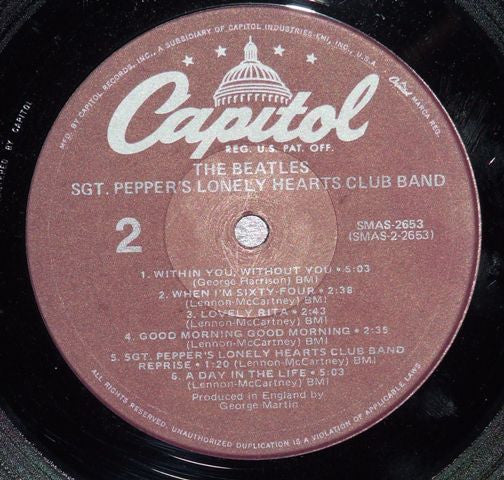 MFD. BY CAPITOL RECORDS, INC., A SUBSIDIARY OF CAPITOL INDUSTRIES-EMI, INC., U.S.A.
Capitol MARCA REG.
Capitol
REG. U.S. PAT. OFF.
THE BEATLES
SGT. PEPPER'S LONELY HEARTS CLUB BAND
2
SMAS-2653
(SMAS-2-2653)
1. WITHIN YOU, WITHOUT YOU • 5:03
(George Harrison) BMI
2. WHEN I'M SIXTY-FOUR • 2:38
(Lennon-McCartney) BMI
3. LOVELY RITA • 2:43
(Lennon-McCartney) BMI
4. GOOD MORNING GOOD MORNING • 2:35
(Lennon-McCartney) BMI
5. SGT. PEPPER'S LONELY HEARTS CLUB BAND
REPRISE • 1:20 (Lennon-McCartney) BMI
6. A DAY IN THE LIFE • 5:03
(Lennon-McCartney) BMI
Produced in England by
George Martin
ALL RIGHTS RESERVED. UNAUTHORIZED DUPLICATION IS A VIOLATION OF APPLICABLE LAWS.
BY CAPITOL